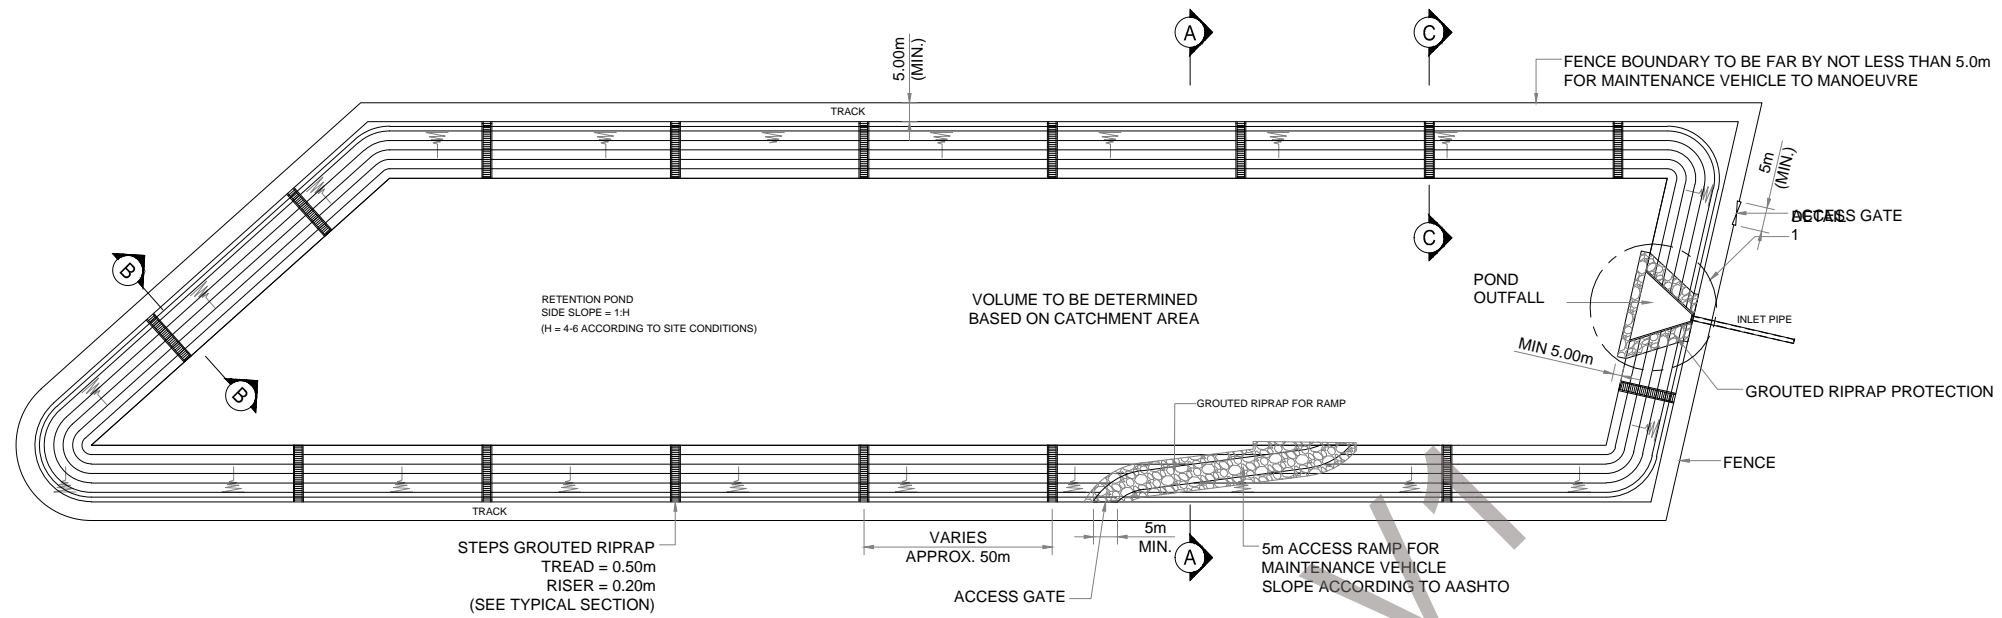 A
C
5.00m
(MIN.)
FENCE BOUNDARY TO BE FAR BY NOT LESS THAN 5.0m
FOR MAINTENANCE VEHICLE TO MANOEUVRE
TRACK
5m
(MIN.)
ACCESS GATE
DETAIL
1
C
B
POND
OUTFALL
RETENTION POND
SIDE SLOPE = 1:H
(H = 4-6 ACCORDING TO SITE CONDITIONS)
VOLUME TO BE DETERMINED
BASED ON CATCHMENT AREA
INLET PIPE
MIN 5.00m
B
GROUTED RIPRAP PROTECTION
GROUTED RIPRAP FOR RAMP
FENCE
TRACK
STEPS GROUTED RIPRAP
TREAD = 0.50m
RISER = 0.20m
(SEE TYPICAL SECTION)
VARIES
APPROX. 50m
5m
MIN.
A
ACCESS GATE
5m ACCESS RAMP FOR
MAINTENANCE VEHICLE
SLOPE ACCORDING TO AASHTO
V1